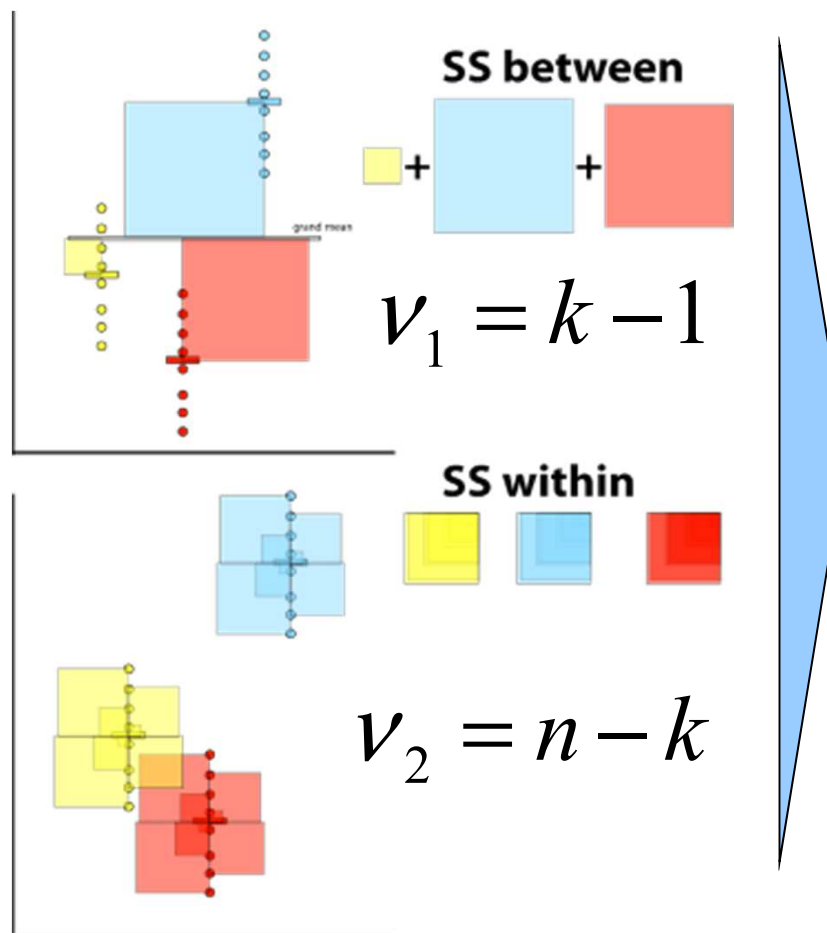 SS between
+ +
grand mean
ν₁ = k − 1
SS within
ν₂ = n − k